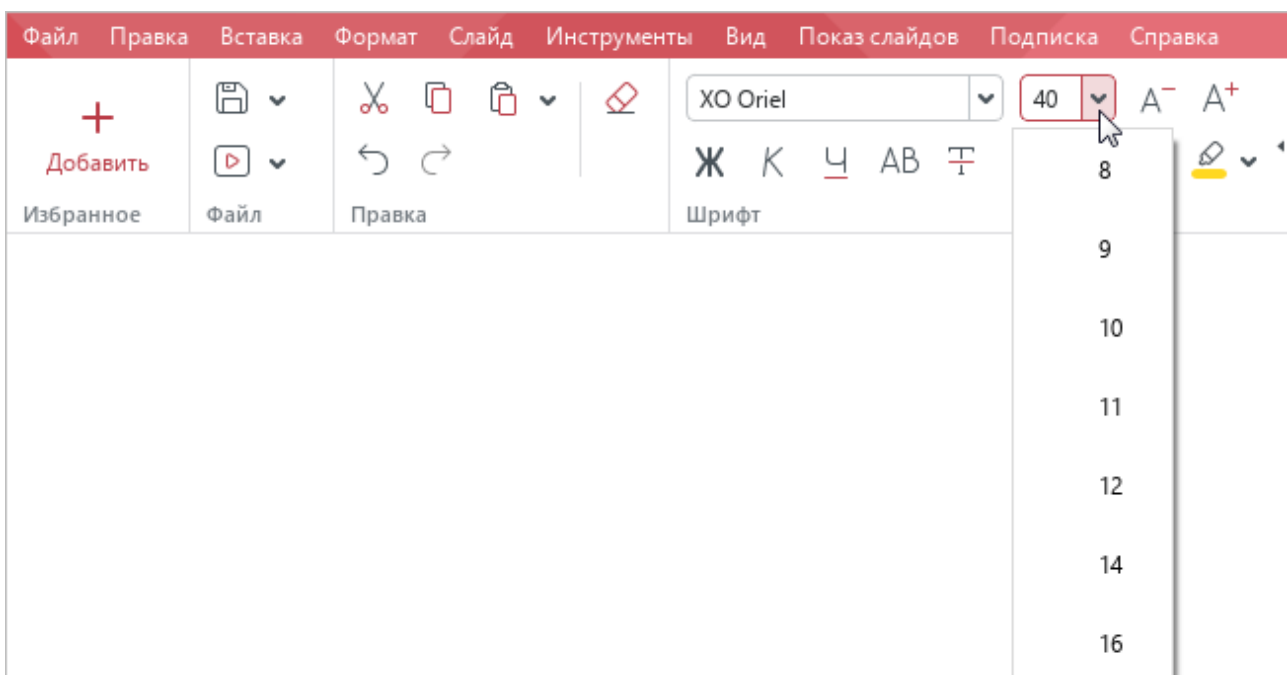 Файл Правка Вставка Формат Слайд Инструменты Вид Показ слайдов Подписка Справка
XO Oriel 40 A− A+
Добавить Ж К Ч АВ Т
Избранное Файл Правка Шрифт
8
9
10
11
12
14
16